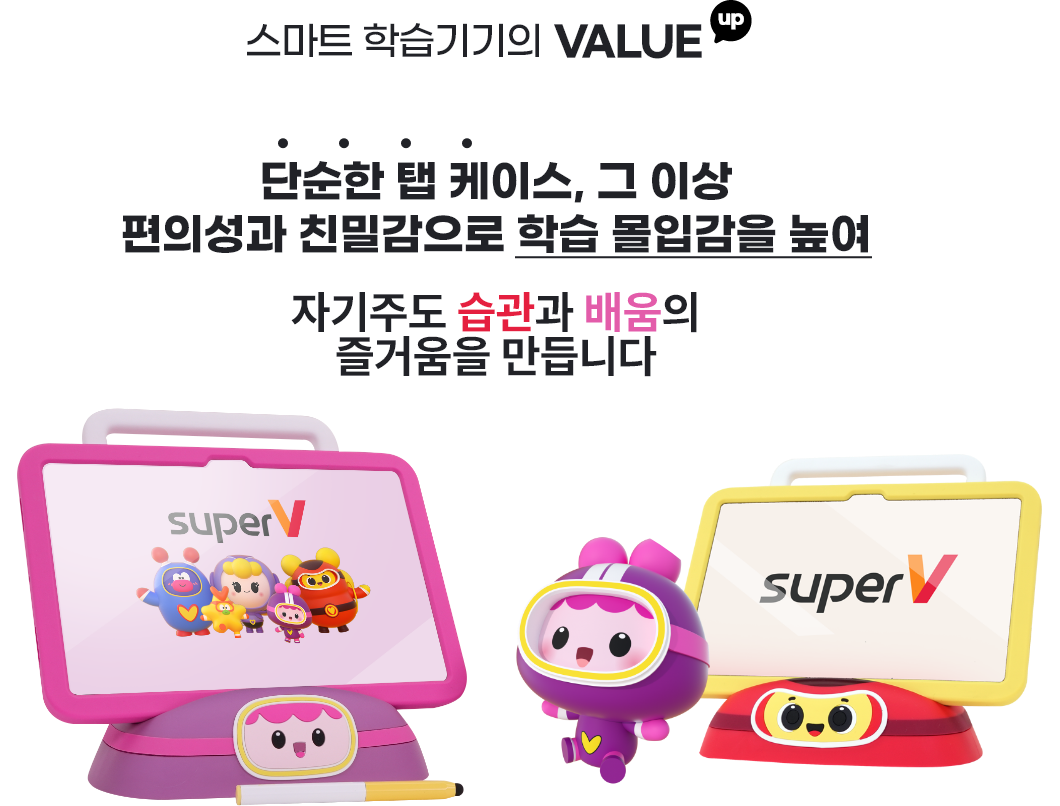 스마트 학습기기의 VALUE up
단순한 탭 케이스, 그 이상
편의성과 친밀감으로 학습 몰입감을 높여
자기주도 습관과 배움의
즐거움을 만듭니다
superV
superV